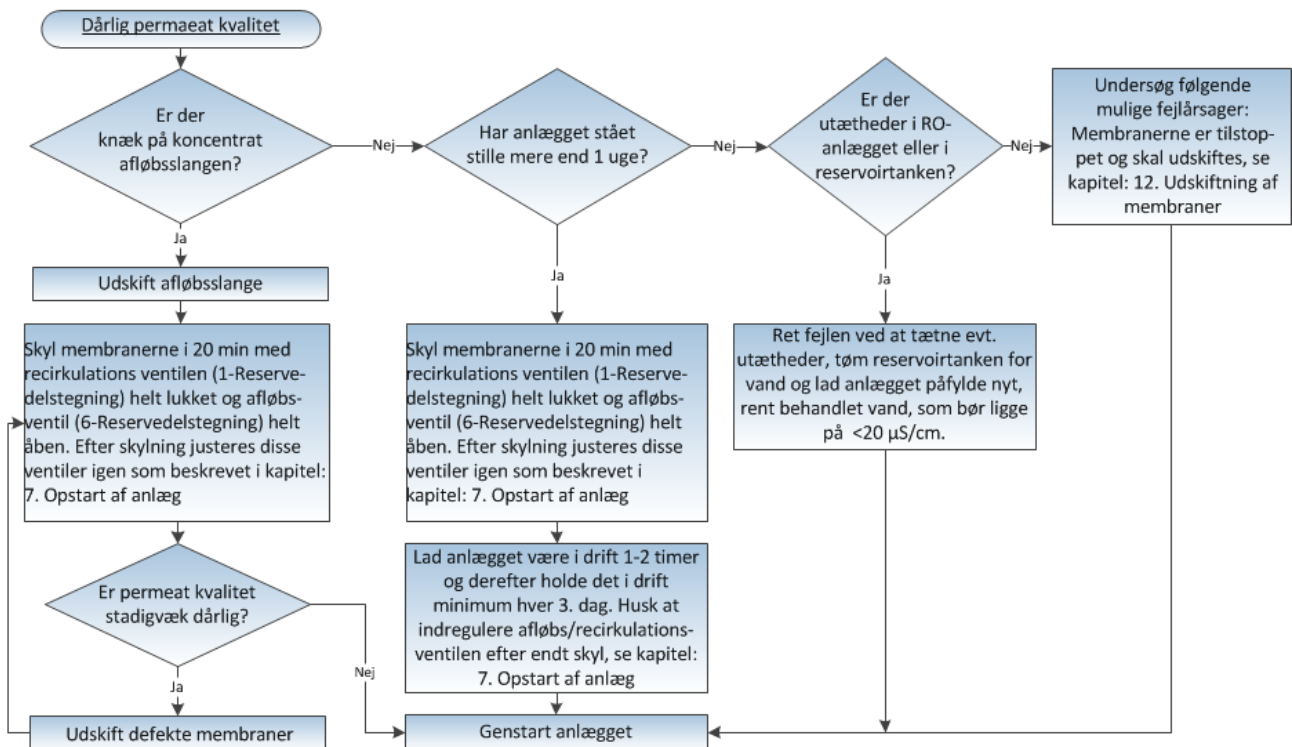 Dårlig permaeat kvalitet
Er der
knæk på koncentrat
afløbsslangen?
Nej
Har anlægget stået
stille mere end 1 uge?
Nej
Er der
utætheder i RO-
anlægget eller i
reservoirtanken?
Nej
Undersøg følgende
mulige fejlårsager:
Membranerne er tilstop-
pet og skal udskiftes, se
kapitel: 12. Udskiftning af
membraner
Ja
Udskift afløbsslange
Skyl membranerne i 20 min med
recirkulations ventilen (1-Reserve-
delstegning) helt lukket og afløbs-
ventil (6-Reservedelstegning) helt
åben. Efter skylning justeres disse
ventiler igen som beskrevet i kapitel:
7. Opstart af anlæg
Er permeat kvalitet
stadigvæk dårlig?
Nej
Ja
Udskift defekte membraner
Ja
Skyl membranerne i 20 min med
recirkulations ventilen (1-Reserve-
delstegning) helt lukket og afløbs-
ventil (6-Reservedelstegning) helt
åben. Efter skylning justeres disse
ventiler igen som beskrevet i
kapitel: 7. Opstart af anlæg
Lad anlægget være i drift 1-2 timer
og derefter holde det i drift
minimum hver 3. dag. Husk at
indregulere afløbs/recirkulations-
ventilen efter endt skyl, se kapitel:
7. Opstart af anlæg
Genstart anlægget
Ja
Ret fejlen ved at tætne evt.
utætheder, tøm reservoirtanken for
vand og lad anlægget påfylde nyt,
rent behandlet vand, som bør ligge
på  <20 µS/cm.